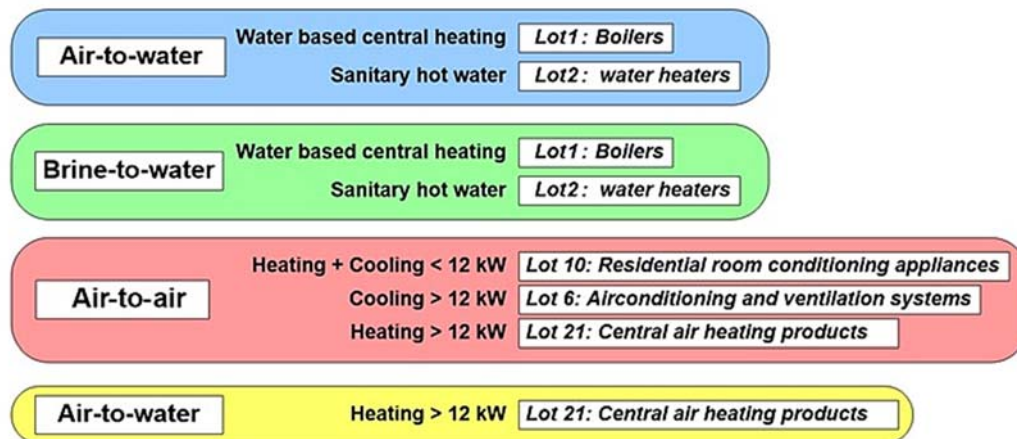 Air-to-water
Water based central heating Lot1: Boilers
Sanitary hot water Lot2: water heaters
Brine-to-water
Water based central heating Lot1: Boilers
Sanitary hot water Lot2: water heaters
Air-to-air
Heating + Cooling < 12 kW Lot 10: Residential room conditioning appliances
Cooling > 12 kW Lot 6: Airconditioning and ventilation systems
Heating > 12 kW Lot 21: Central air heating products
Air-to-water
Heating > 12 kW Lot 21: Central air heating products